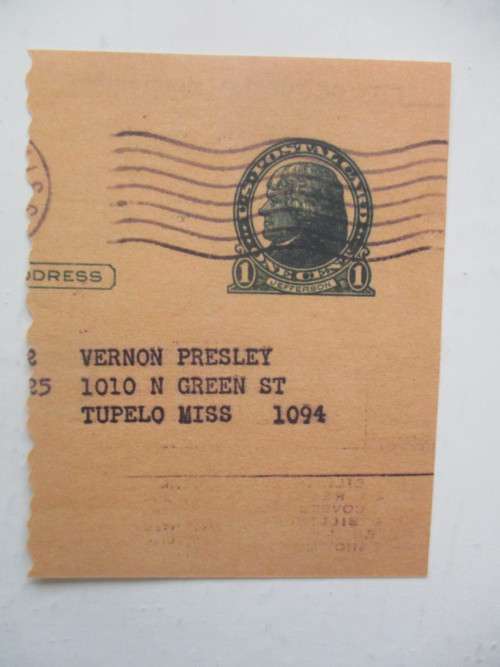 U.S. POSTAL CARD
ONE CENT
1 JEFFERSON 1
DDRESS
2 VERNON PRESLEY
25 1010 N GREEN ST
TUPELO MISS 1094